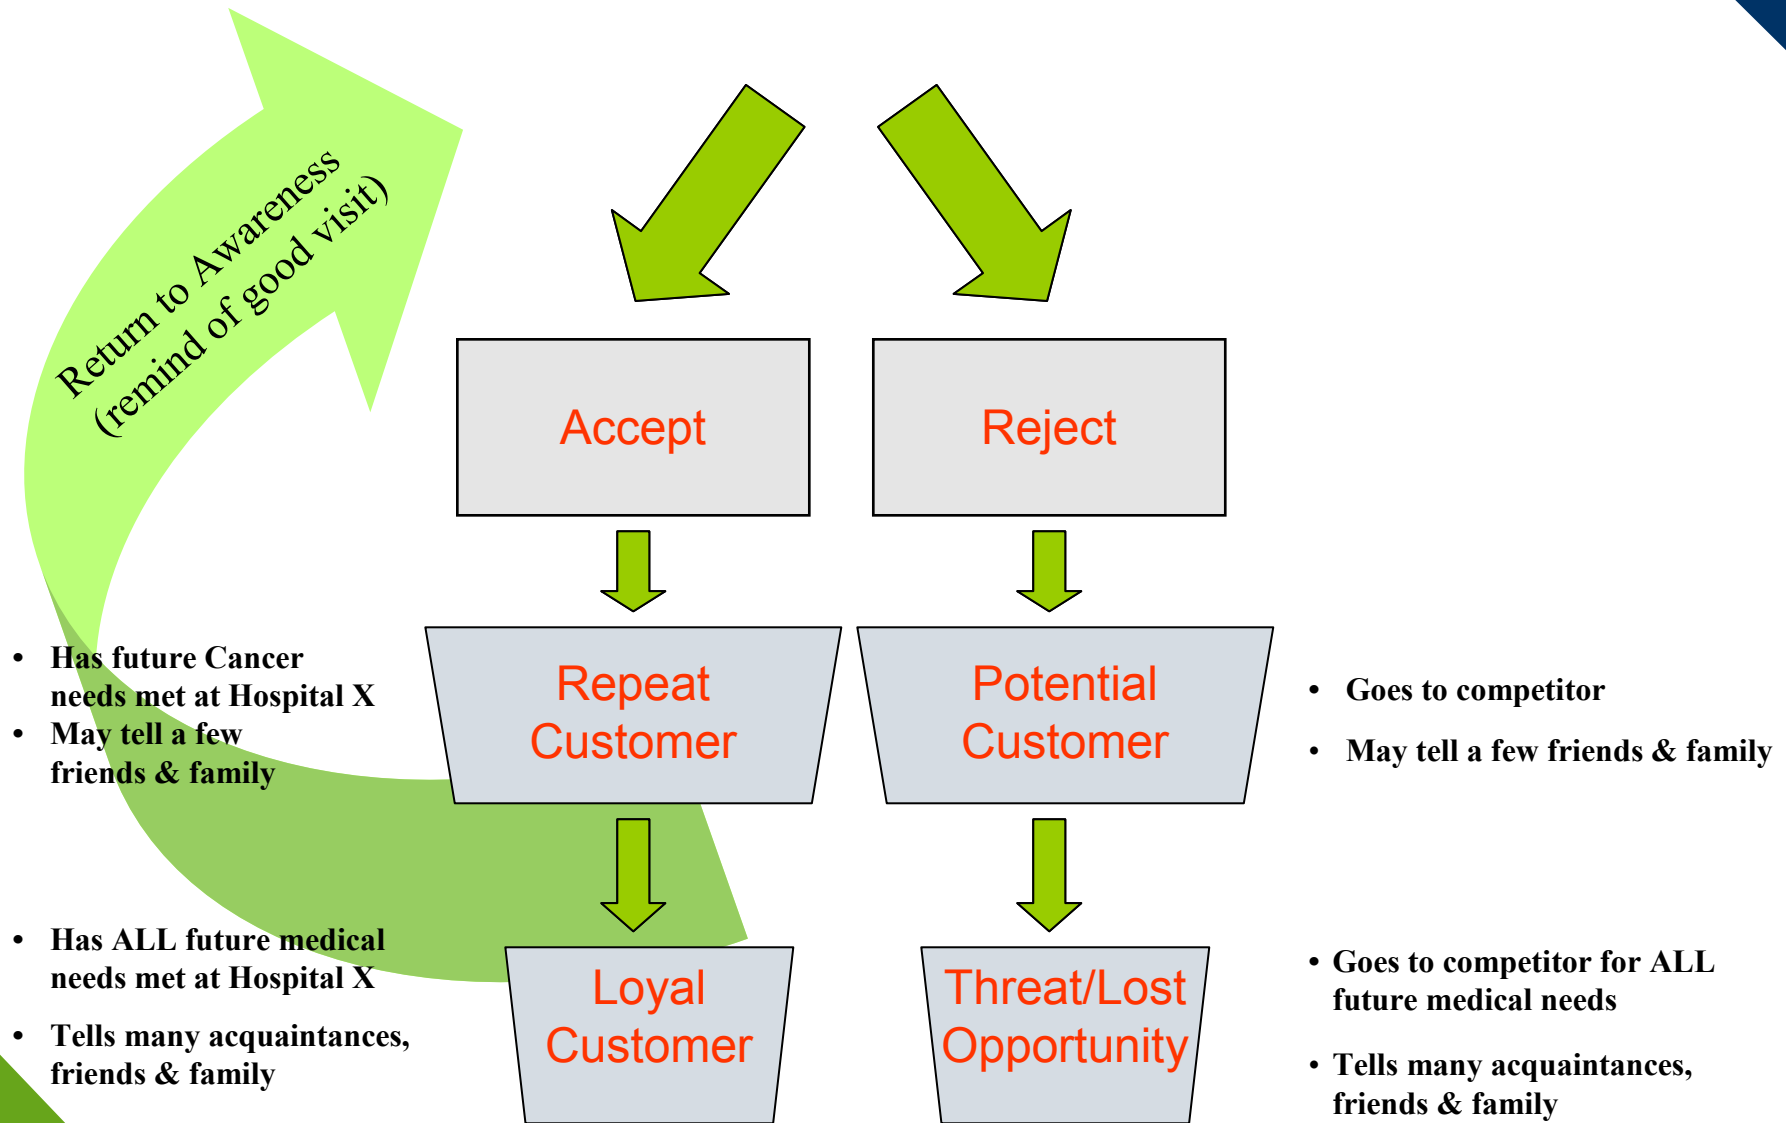 Return to Awareness
(remind of good visit)
Accept
Reject
• Has future Cancer
needs met at Hospital X
• May tell a few
friends & family
Repeat
Customer
Potential
Customer
• Goes to competitor
• May tell a few friends & family
• Has ALL future medical
needs met at Hospital X
• Tells many acquaintances,
friends & family
Loyal
Customer
Threat/Lost
Opportunity
• Goes to competitor for ALL
future medical needs
• Tells many acquaintances,
friends & family